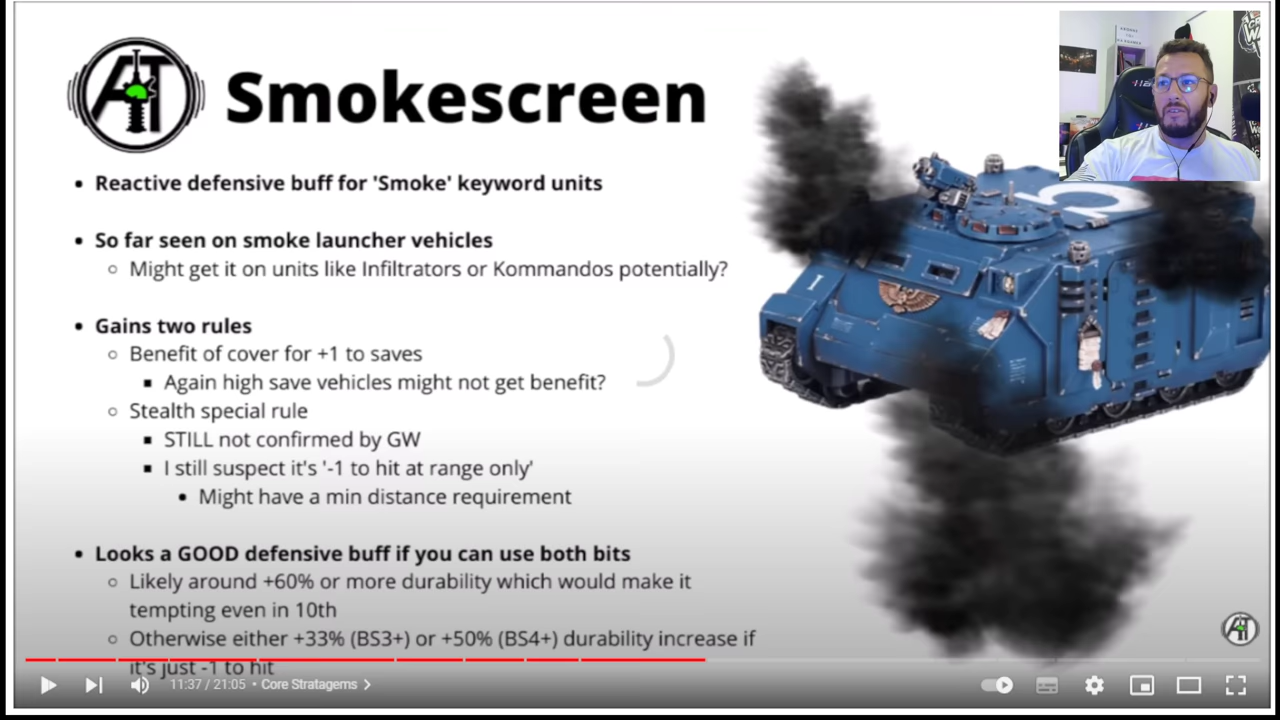 AT
Smokescreen
• Reactive defensive buff for 'Smoke' keyword units
• So far seen on smoke launcher vehicles
○ Might get it on units like Infiltrators or Kommandos potentially?
• Gains two rules
○ Benefit of cover for +1 to saves
▪ Again high save vehicles might not get benefit?
○ Stealth special rule
▪ STILL not confirmed by GW
▪ I still suspect it's '-1 to hit at range only'
• Might have a min distance requirement
• Looks a GOOD defensive buff if you can use both bits
○ Likely around +60% or more durability which would make it
tempting even in 10th
○ Otherwise either +33% (BS3+) or +50% (BS4+) durability increase if
it's just -1 to hit
I
AT
11:37 / 21:05 • Core Stratagems